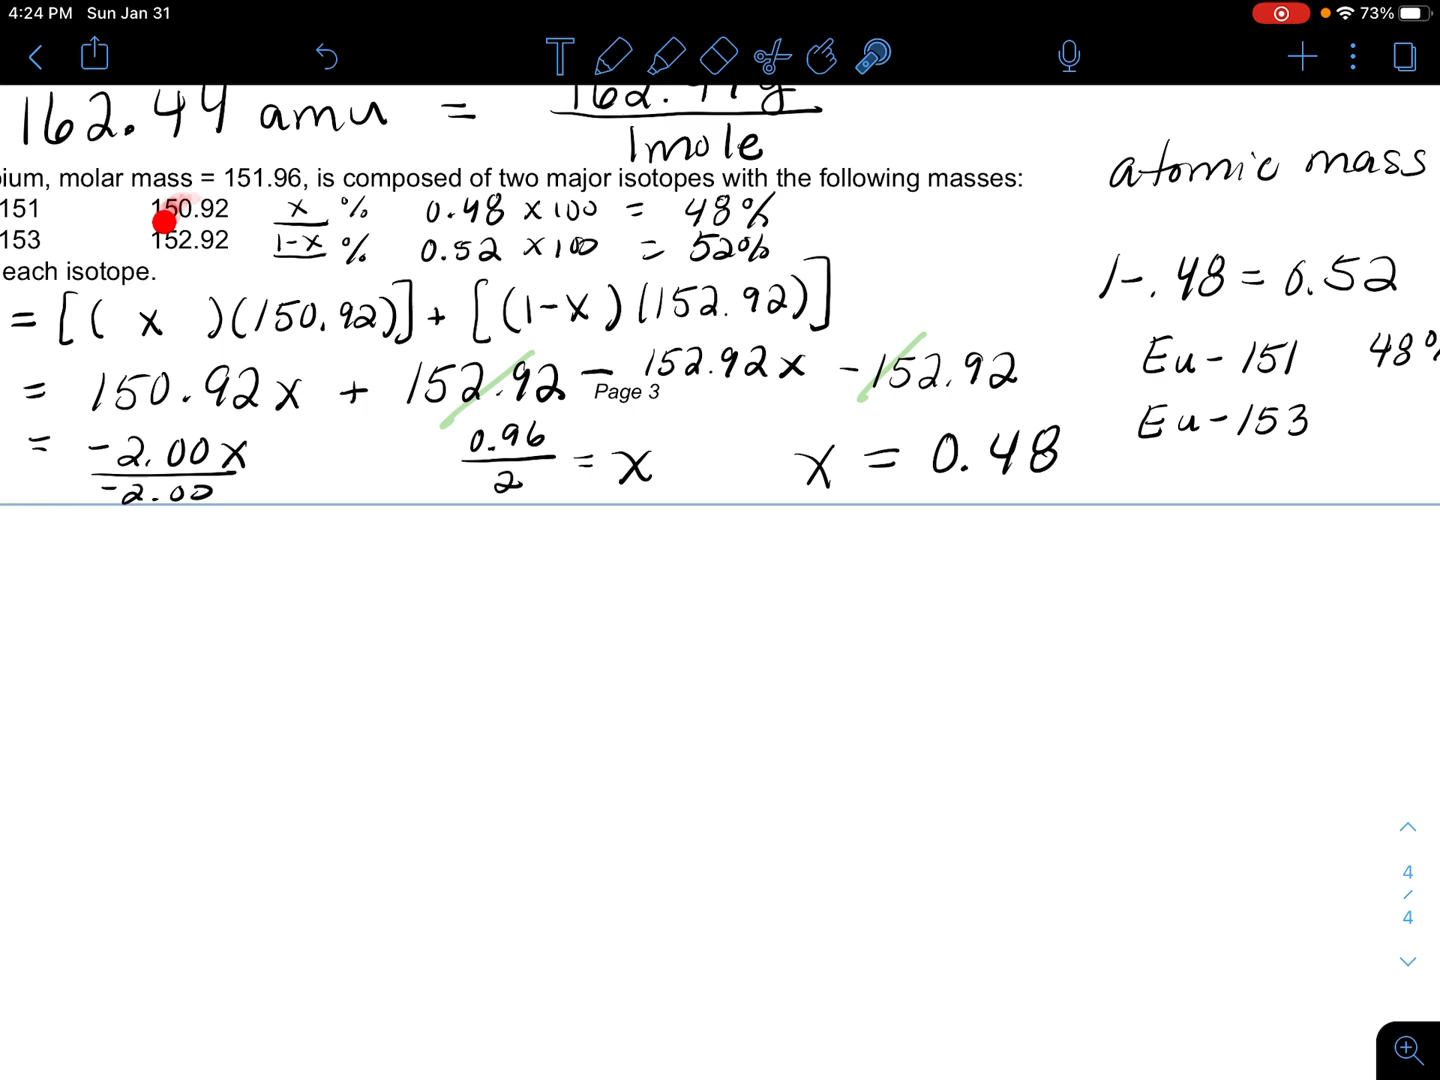 4:24 PM Sun Jan 31
73%
T
162.44 amu =
1 mole
ium, molar mass = 151.96, is composed of two major isotopes with the following masses:
atomic mass
151 150.92 x % 0.48 x 100 = 48%
153 152.92 1-x % 0.52 x 100 = 52%
each isotope.
1-.48 = 0.52
= [( x )(150.92)] + [(1-x)(152.92)]
Eu-151 48%
= 150.92x + 152.92 - 152.92x - 152.92
Page 3
Eu-153
= -2.00x
-2.00
0.96
2
= x
x = 0.48
4
/
4